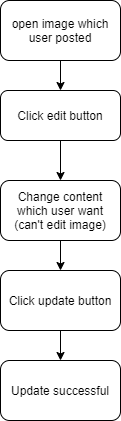 open image which
user posted
Click edit button
Change content
which user want
(can't edit image)
Click update button
Update successful